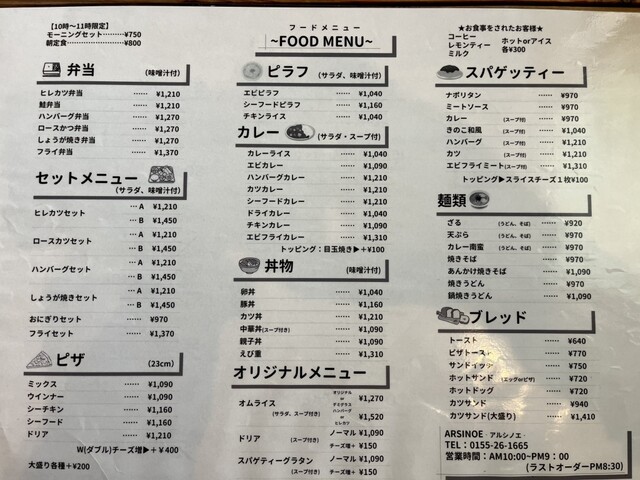 【10時～11時限定】
モーニングセット ¥750
朝定食 ¥800
弁当 (味噌汁付)
ヒレカツ弁当 …… ¥1,210
鮭弁当 …… ¥1,210
ハンバーグ弁当 …… ¥1,270
ロースかつ弁当 …… ¥1,270
しょうが焼き弁当 …… ¥1,210
フライ弁当 …… ¥1,370
セットメニュー
(サラダ、味噌汁付)
ヒレカツセット … A ¥1,210
… B ¥1,450
ロースカツセット … A ¥1,210
… B ¥1,450
ハンバーグセット … A ¥1,210
… B ¥1,450
しょうが焼きセット … A ¥1,210
… B ¥1,450
おにぎりセット …… ¥970
フライセット …… ¥1,370
ピザ (23cm)
ミックス …… ¥1,090
ウインナー …… ¥1,090
シーチキン …… ¥1,160
シーフード …… ¥1,160
ドリア …… ¥1,210
W(ダブル)チーズ増▶+¥400
大盛り各種+¥200
フードメニュー
~FOOD MENU~
ピラフ (サラダ、味噌汁付)
エビピラフ …… ¥1,040
シーフードピラフ …… ¥1,160
チキンライス …… ¥1,040
カレー (サラダ・スープ付)
カレーライス …… ¥1,040
エビカレー …… ¥1,090
ハンバーグカレー …… ¥1,210
カツカレー …… ¥1,210
シーフードカレー …… ¥1,210
ドライカレー …… ¥1,040
チキンカレー …… ¥1,090
エビフライカレー …… ¥1,310
トッピング：目玉焼き▶+¥100
丼物 (味噌汁付)
卵丼 …… ¥1,040
豚丼 …… ¥1,160
カツ丼 …… ¥1,210
中華丼(スープ付き) …… ¥1,090
親子丼 …… ¥1,090
えび重 …… ¥1,310
オリジナルメニュー
オムライス オリジナル or デミグラス ¥1,270
(サラダ、スープ付き) ハンバーグ or ヒレカツ ¥1,520
ドリア (スープ付き) ノーマル ¥1,090
チーズ増+ ¥150
スパゲティーグラタン (スープ付き) ノーマル ¥1,090
チーズ増+ ¥150
★お食事をされたお客様★
コーヒー
レモンティー
ミルク
ホットorアイス
各¥300
スパゲッティー
ナポリタン …… ¥970
ミートソース …… ¥970
カレー (スープ付) …… ¥970
きのこ和風 (スープ付) …… ¥1,040
ハンバーグ (スープ付) …… ¥1,210
カツ (スープ付) …… ¥1,210
エビフライミート(スープ付) …… ¥1,310
トッピング▶スライスチーズ１枚¥100
麺類
ざる (うどん、そば) …… ¥920
天ぷら (うどん、そば) …… ¥970
カレー南蛮 (うどん、そば) …… ¥970
焼きそば …… ¥970
あんかけ焼きそば …… ¥1,090
焼きうどん …… ¥970
鍋焼きうどん …… ¥1,090
ブレッド
トースト …… ¥640
ピザトースト …… ¥770
サンドイッチ …… ¥750
ホットサンド (エッグorピザ) …… ¥720
ホットドッグ …… ¥720
カツサンド …… ¥940
カツサンド(大盛り) …… ¥1,410
ARSINOE -アルシノエ-
TEL：0155-26-1665
営業時間：AM10:00~PM9：00
(ラストオーダーPM8:30)